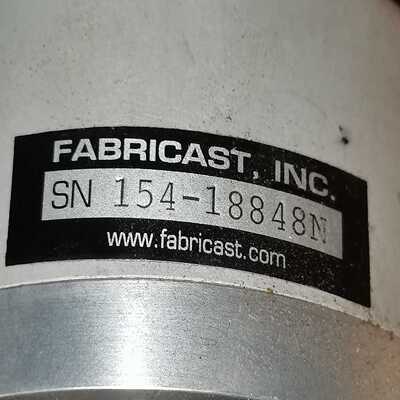 FABRICAST, INC.
SN 154-18848N
www.fabricast.com